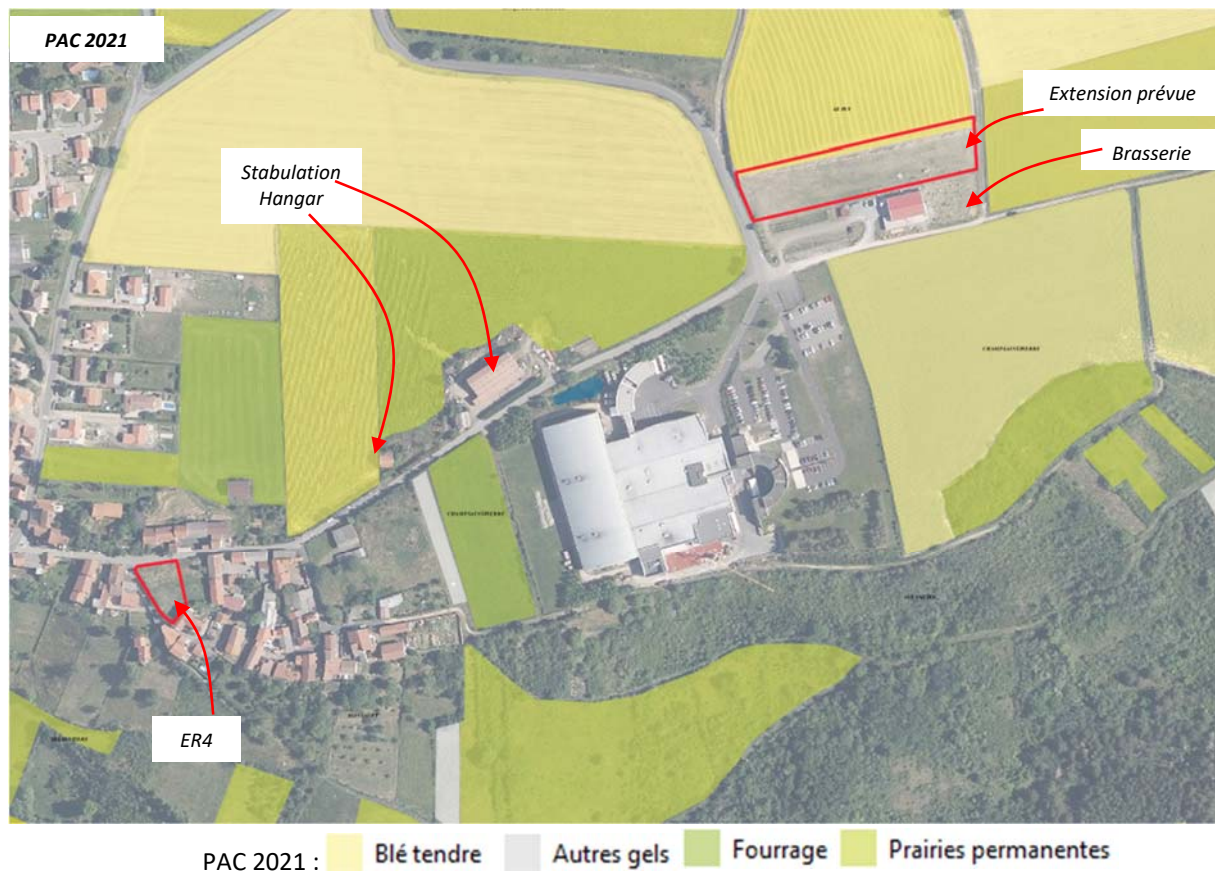 PAC 2021
Extension prévue
Brasserie
Stabulation
Hangar
ER4
PAC 2021 :
Blé tendre
Autres gels
Fourrage
Prairies permanentes